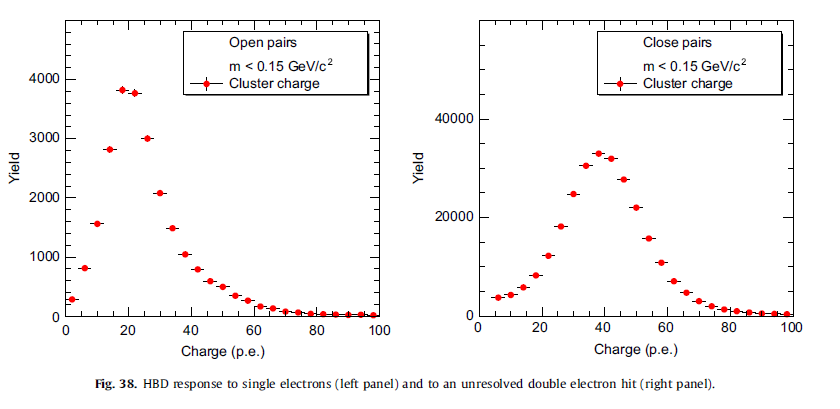 Open pairs
m < 0.15 GeV/c²
Cluster charge
4000
3000
2000
1000
0
0 20 40 60 80 100
Yield
Charge (p.e.)
Close pairs
m < 0.15 GeV/c²
Cluster charge
40000
20000
0
0 20 40 60 80 100
Yield
Charge (p.e.)
Fig. 38. HBD response to single electrons (left panel) and to an unresolved double electron hit (right panel).